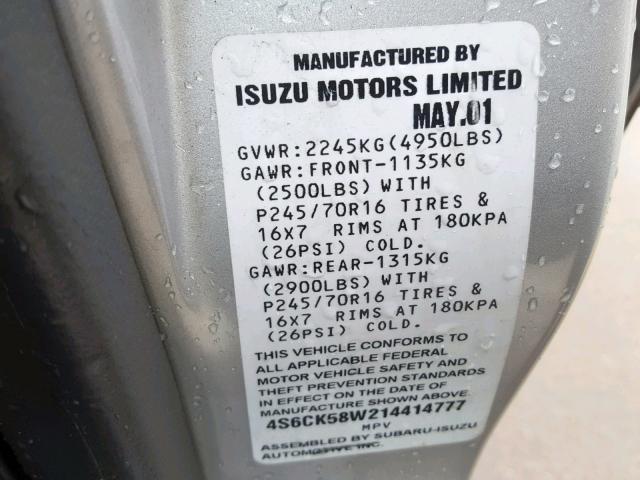 MANUFACTURED BY
ISUZU MOTORS LIMITED
MAY.01
GVWR:2245KG(4950LBS)
GAWR:FRONT-1135KG
(2500LBS) WITH
P245/70R16 TIRES &
16X7 RIMS AT 180KPA
(26PSI) COLD.
GAWR:REAR-1315KG
(2900LBS) WITH
P245/70R16 TIRES &
16X7 RIMS AT 180KPA
(26PSI) COLD.
THIS VEHICLE CONFORMS TO
ALL APPLICABLE FEDERAL
MOTOR VEHICLE SAFETY AND
THEFT PREVENTION STANDARDS
IN EFFECT ON THE DATE OF
MANUFACTURE SHOWN ABOVE.
4S6CK58W214414777
MPV
ASSEMBLED BY SUBARU-ISUZU
AUTOMOTIVE INC.